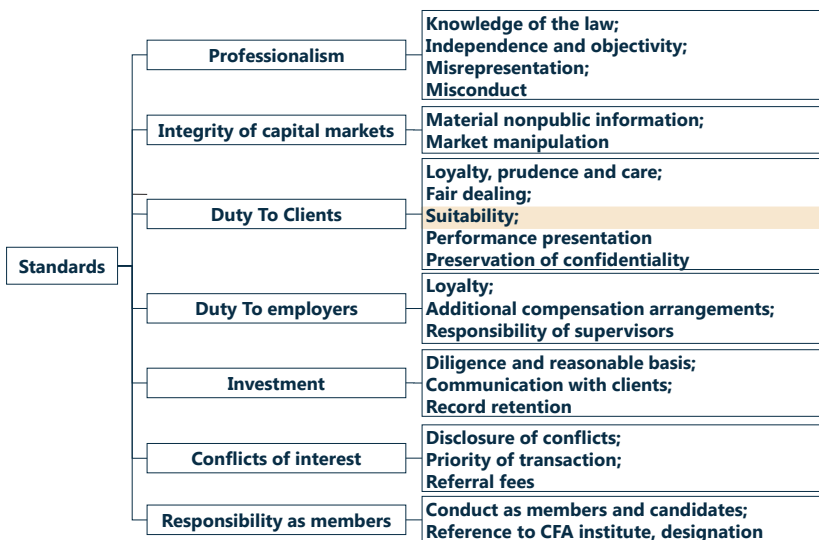 Standards
Professionalism
Knowledge of the law;
Independence and objectivity;
Misrepresentation;
Misconduct
Integrity of capital markets
Material nonpublic information;
Market manipulation
Duty To Clients
Loyalty, prudence and care;
Fair dealing;
Suitability;
Performance presentation
Preservation of confidentiality
Duty To employers
Loyalty;
Additional compensation arrangements;
Responsibility of supervisors
Investment
Diligence and reasonable basis;
Communication with clients;
Record retention
Conflicts of interest
Disclosure of conflicts;
Priority of transaction;
Referral fees
Responsibility as members
Conduct as members and candidates;
Reference to CFA institute, designation